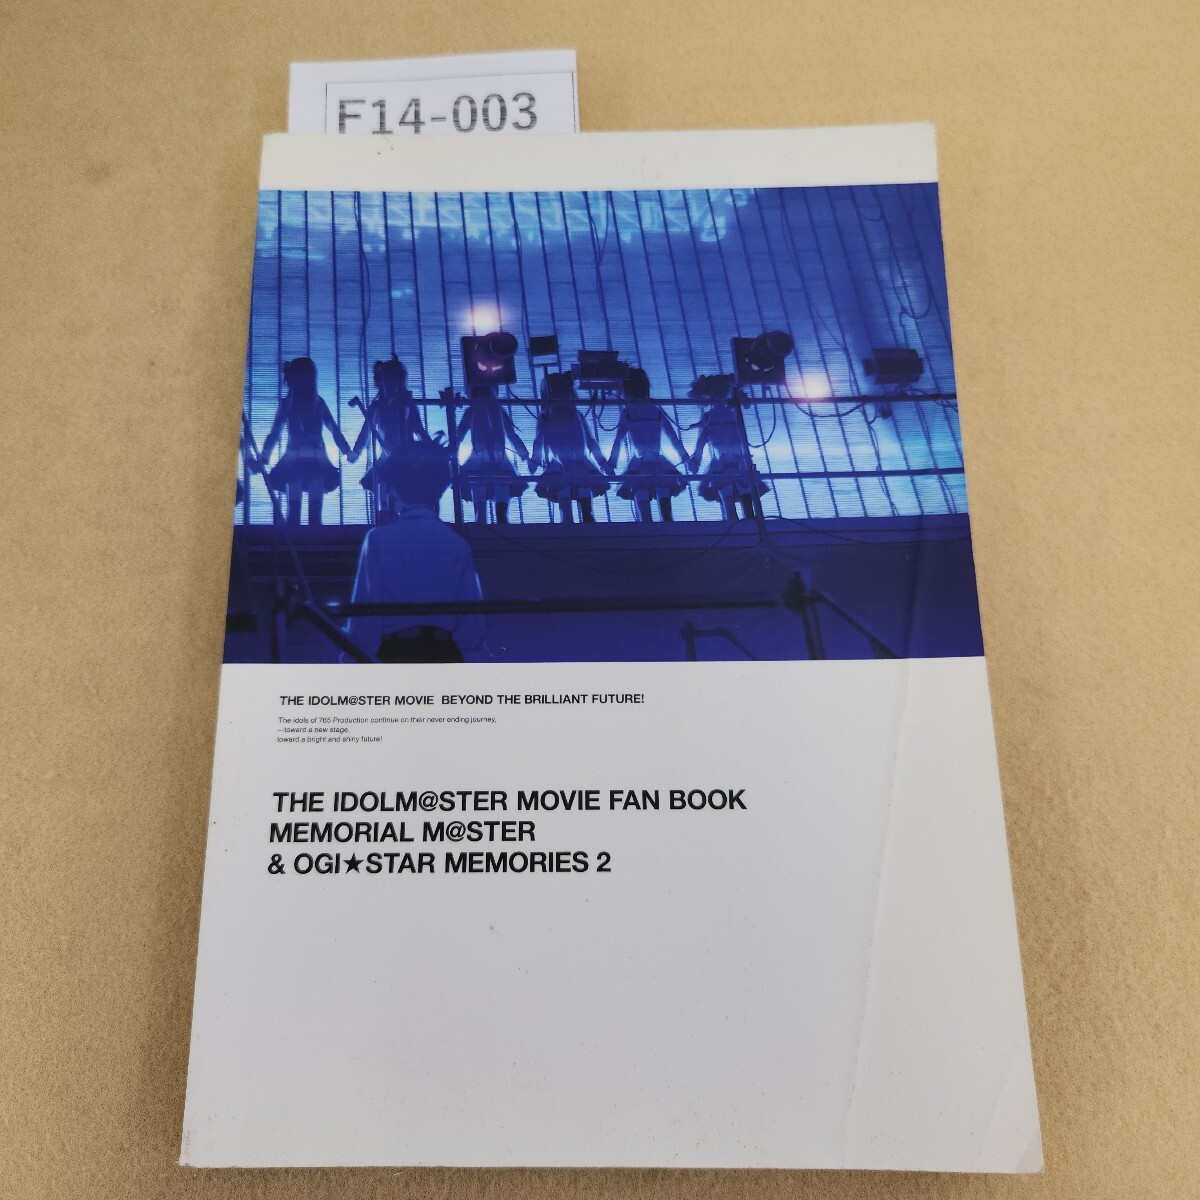 F14-003
THE IDOLM@STER MOVIE BEYOND THE BRILLIANT FUTURE!
The idols of 765 Production continue on their never ending journey,
—toward a new stage,
toward a bright and shiny future!
THE IDOLM@STER MOVIE FAN BOOK
MEMORIAL M@STER
& OGI★STAR MEMORIES 2